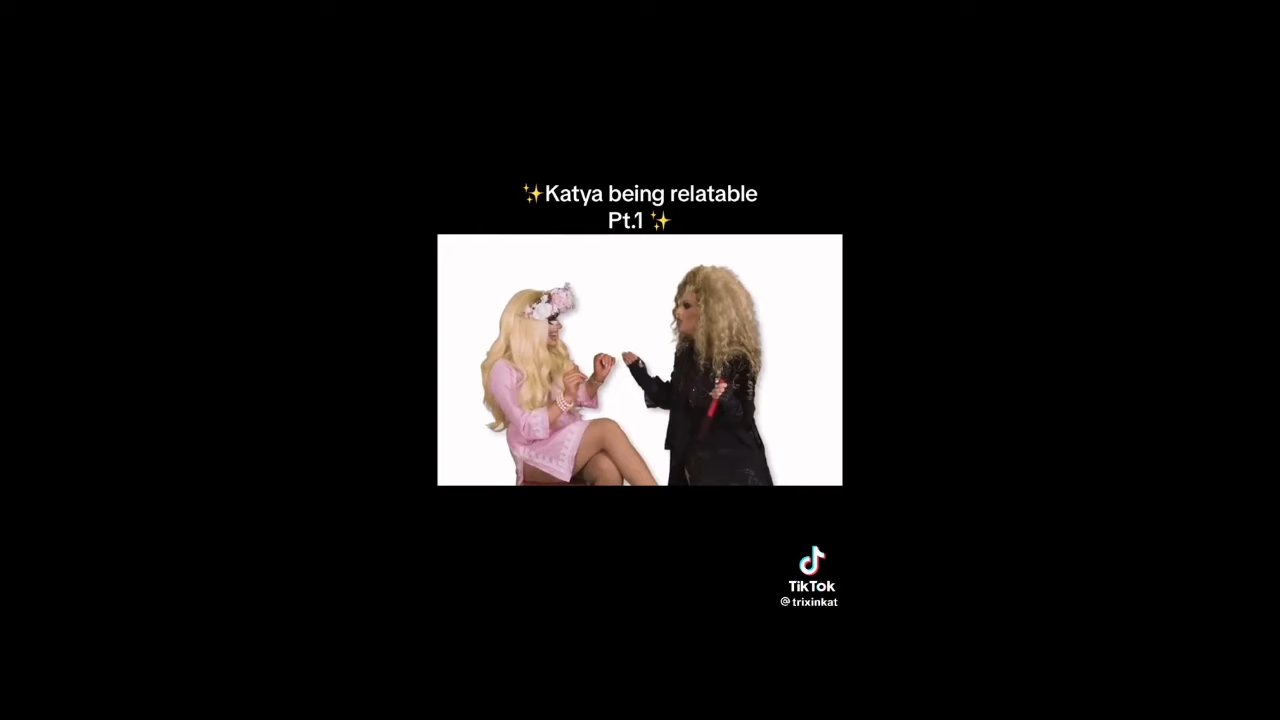 ✨Katya being relatable
Pt.1 ✨
TikTok
@trixinkat